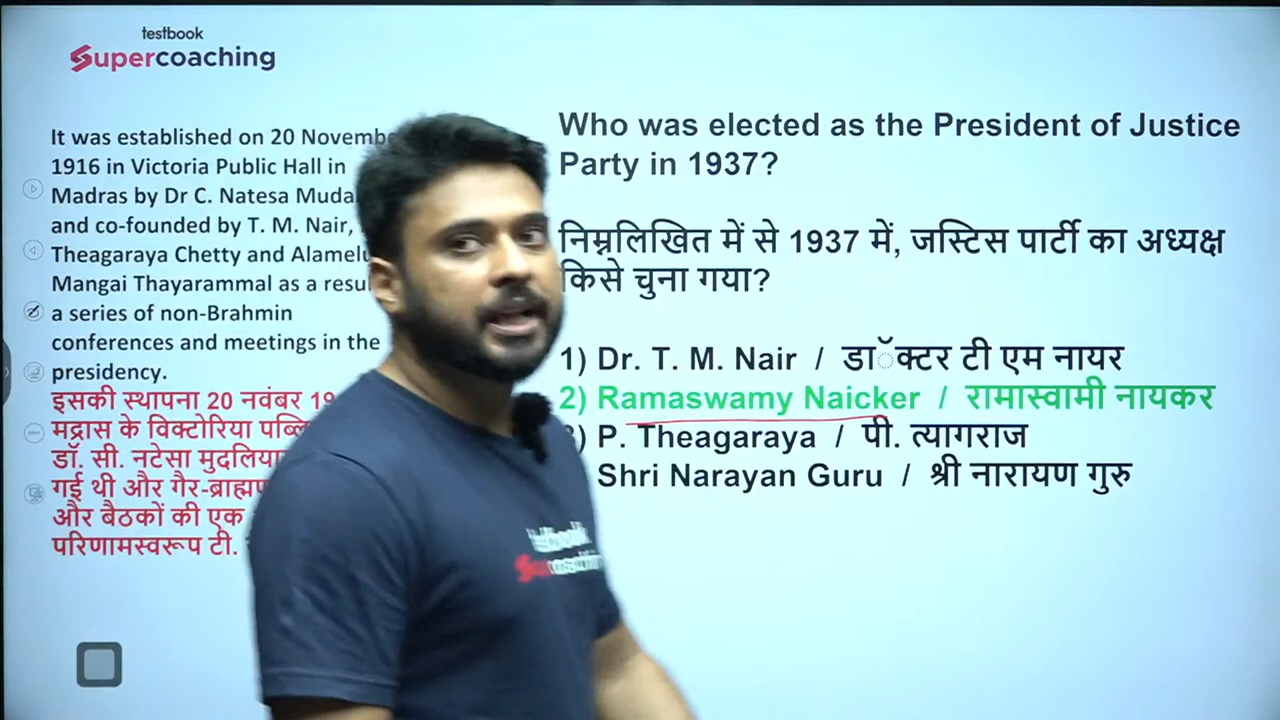 testbook
Supercoaching
It was established on 20 Novembe
1916 in Victoria Public Hall in
Madras by Dr C. Natesa Muda
and co-founded by T. M. Nair,
Theagaraya Chetty and Alamelu
Mangai Thayarammal as a resul
a series of non-Brahmin
conferences and meetings in the
presidency.
इसकी स्थापना 20 नवंबर 19
मद्रास के विक्टोरिया पब्लि
डॉ. सी. नटेसा मुदलिया
गई थी और गैर-ब्राह्मण
और बैठकों की एक
परिणामस्वरूप टी.
Who was elected as the President of Justice
Party in 1937?
निम्नलिखित में से 1937 में, जस्टिस पार्टी का अध्यक्ष
किसे चुना गया?
1) Dr. T. M. Nair / डाॅक्टर टी एम नायर
2) Ramaswamy Naicker / रामास्वामी नायकर
) P. Theagaraya / पी. त्यागराज
Shri Narayan Guru / श्री नारायण गुरु
testbook
Supercoaching